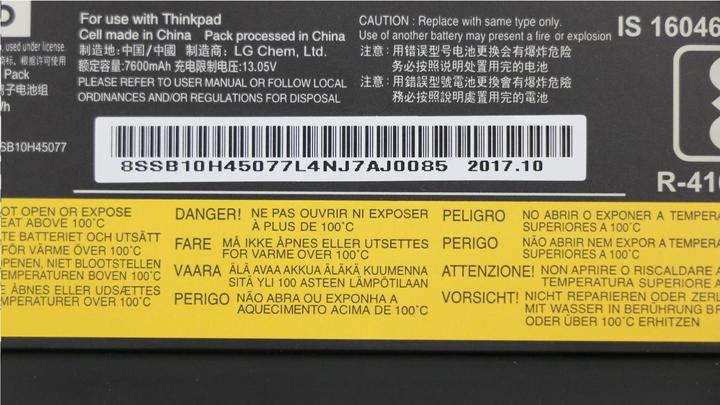 For use with Thinkpad
Cell made in China Pack processed in China
制造地:中国/中國 制造商:LG Chem, Ltd.
额定容量:7600mAh 充电限制电压:13.05V
PLEASE REFER TO USER MANUAL OR FOLLOW LOCAL
ORDINANCES AND/OR REGULATIONS FOR DISPOSAL
CAUTION : Replace with same type only.
Use of another battery may present a fire or explosion
注意:用错型号电池更换会有爆炸危险
务必按照说明处置用完的电池
注意:用錯型號電池更換會有爆炸危險
務必按照說明處置用完的電池
IS 16046
R-410
used under license.
Pack
SB10H45077
8SSB10H45077L4NJ7AJ0085 2017.10
OT OPEN OR EXPOSE
EAT ABOVE 100°C
TE BATTERIET OCH UTSÄTT
FÖR VÄRME ÖVER 100°C
OPENEN, NIET BLOOTSTELLEN
TEMPERATUREN BOVEN 100°C
E ÅBNES ELLER UDSÆTTES
MPERATURER OVER 100°C
DANGER! NE PAS OUVRIR NI EXPOSER
À PLUS DE 100°C
FARE MÅ IKKE ÅPNES ELLER UTSETTES
FOR VARME OVER 100°C
VAARA ÄLÄ AVAA AKKUA ÄLÄKÄ KUUMENNA
SITÄ YLI 100 ASTEEN LÄMPÖTILAAN
PERIGO NÃO ABRA OU EXPONHA A
AQUECIMENTO ACIMA DE 100°C
PELIGRO NO ABRIR O EXPONER A TEMPERA
SUPERIORES A 100°C
PERIGO NÃO ABRIR NEM EXPOR A TEMPERA
SUPERIORES A 100°C
ATTENZIONE! NON APRIRE O RISCALDARE A
TEMPERATURA SUPERIORE A
VORSICHT! NICHT REPARIEREN ODER ZERLE
MIT WASSER IN BERÜHRUNG BR
ODER ÜBER 100°C ERHITZEN